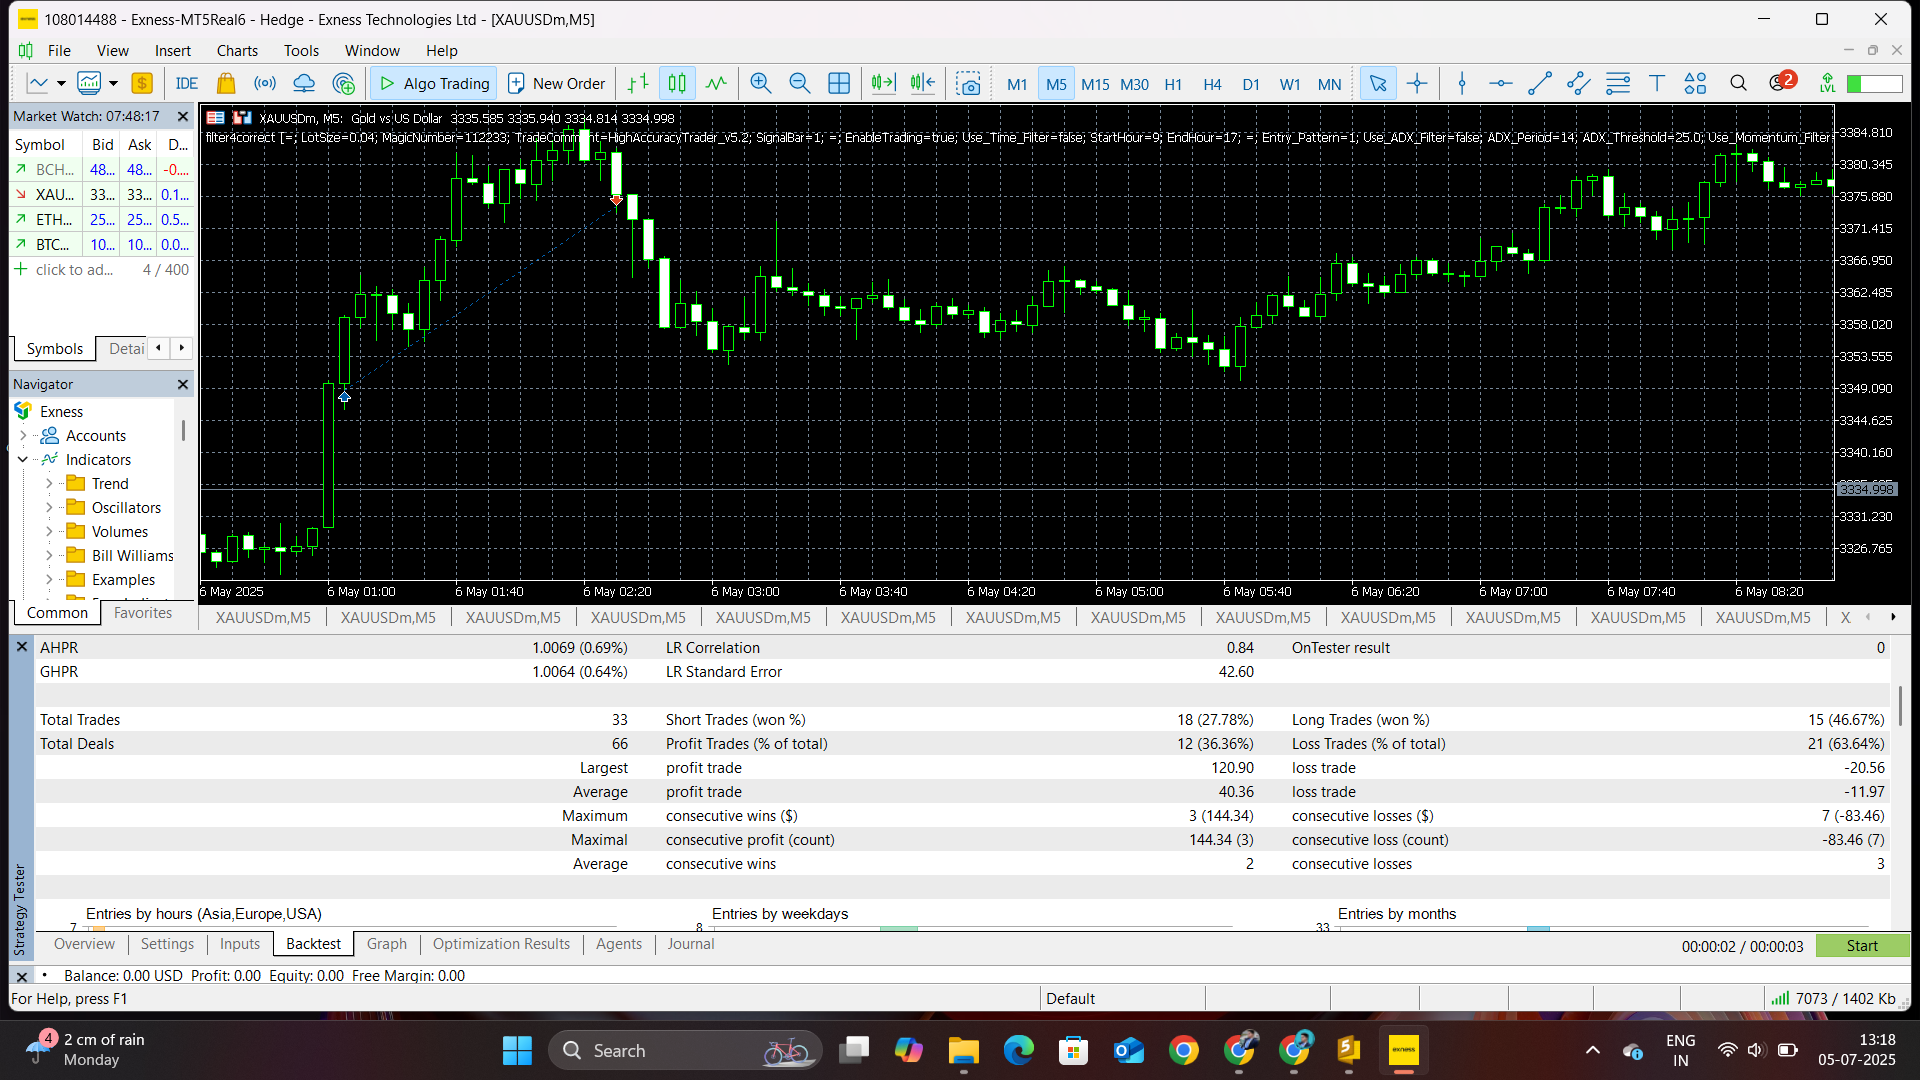 108014488 - Exness-MT5Real6 - Hedge - Exness Technologies Ltd - [XAUUSDm,M5]
File View Insert Charts Tools Window Help
IDE Algo Trading New Order M1 M5 M15 M30 H1 H4 D1 W1 MN T 2 LVL
Market Watch: 07:48:17
Symbol Bid Ask D...
BCH... 48... 48... -0....
XAU... 33... 33... 0.1...
ETH... 25... 25... 0.5...
BTC... 10... 10... 0.0...
click to ad... 4 / 400
Symbols Detai
Navigator
Exness
Accounts
Indicators
Trend
Oscillators
Volumes
Bill Williams
Examples
Common Favorites
XAUUSDm, M5: Gold vs US Dollar 3335.585 3335.940 3334.814 3334.998
filter4correct [=; LotSize=0.04; MagicNumber=112233; TradeComment=HighAccuracyTrader_v5.2; SignalBar=1; =; EnableTrading=true; Use_Time_Filter=false; StartHour=9; EndHour=17; =; Entry_Pattern=1; Use_ADX_Filter=false; ADX_Period=14; ADX_Threshold=25.0; Use_Momentum_Filter
3384.810
3380.345
3375.880
3371.415
3366.950
3362.485
3358.020
3353.555
3349.090
3344.625
3340.160
3334.998
3331.230
3326.765
6 May 2025 6 May 01:00 6 May 01:40 6 May 02:20 6 May 03:00 6 May 03:40 6 May 04:20 6 May 05:00 6 May 05:40 6 May 06:20 6 May 07:00 6 May 07:40 6 May 08:20
XAUUSDm,M5 XAUUSDm,M5 XAUUSDm,M5 XAUUSDm,M5 XAUUSDm,M5 XAUUSDm,M5 XAUUSDm,M5 XAUUSDm,M5 XAUUSDm,M5 XAUUSDm,M5 XAUUSDm,M5 XAUUSDm,M5 XAUUSDm,M5 X
AHPR 1.0069 (0.69%) LR Correlation 0.84 OnTester result 0
GHPR 1.0064 (0.64%) LR Standard Error 42.60
Total Trades 33 Short Trades (won %) 18 (27.78%) Long Trades (won %) 15 (46.67%)
Total Deals 66 Profit Trades (% of total) 12 (36.36%) Loss Trades (% of total) 21 (63.64%)
Largest profit trade 120.90 loss trade -20.56
Average profit trade 40.36 loss trade -11.97
Maximum consecutive wins ($) 3 (144.34) consecutive losses ($) 7 (-83.46)
Maximal consecutive profit (count) 144.34 (3) consecutive loss (count) -83.46 (7)
Average consecutive wins 2 consecutive losses 3
Entries by hours (Asia,Europe,USA) Entries by weekdays Entries by months
7 8 33
Strategy Tester
Overview Settings Inputs Backtest Graph Optimization Results Agents Journal 00:00:02 / 00:00:03 Start
Balance: 0.00 USD Profit: 0.00 Equity: 0.00 Free Margin: 0.00
For Help, press F1 Default 7073 / 1402 Kb
4 2 cm of rain
Monday
Search
exness
ENG
IN
13:18
05-07-2025